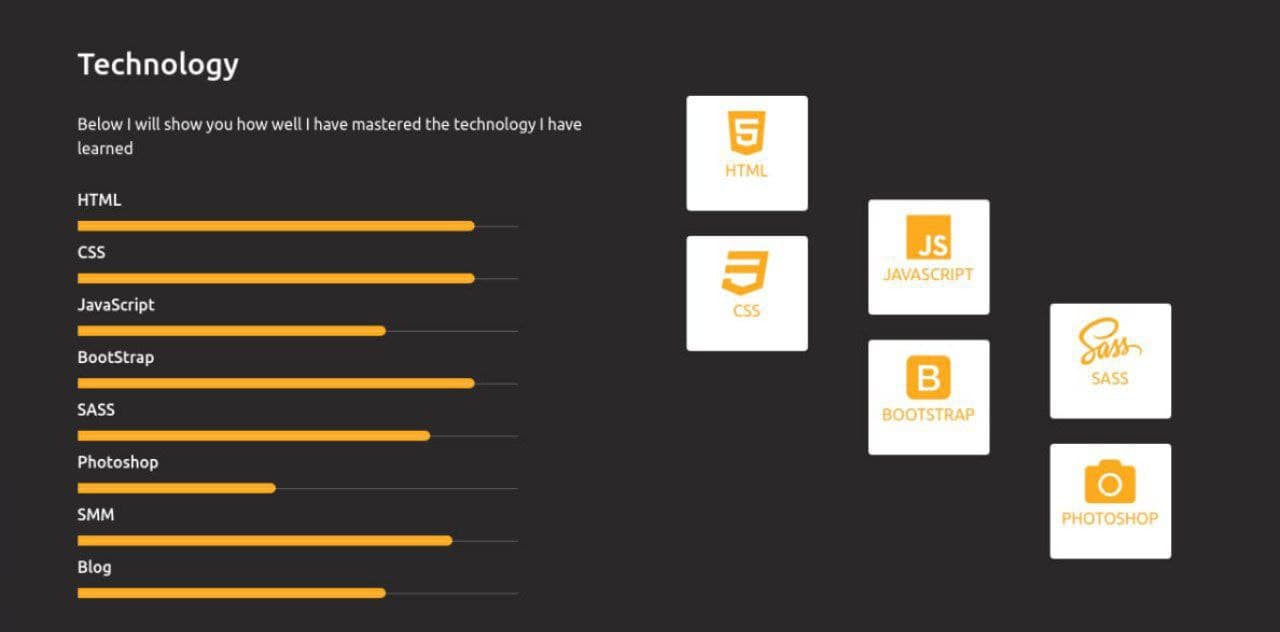 Technology
Below I will show you how well I have mastered the technology I have
learned
HTML
CSS
JavaScript
BootStrap
SASS
Photoshop
SMM
Blog
5
HTML
3
CSS
JS
JAVASCRIPT
B
BOOTSTRAP
Sass
SASS
PHOTOSHOP